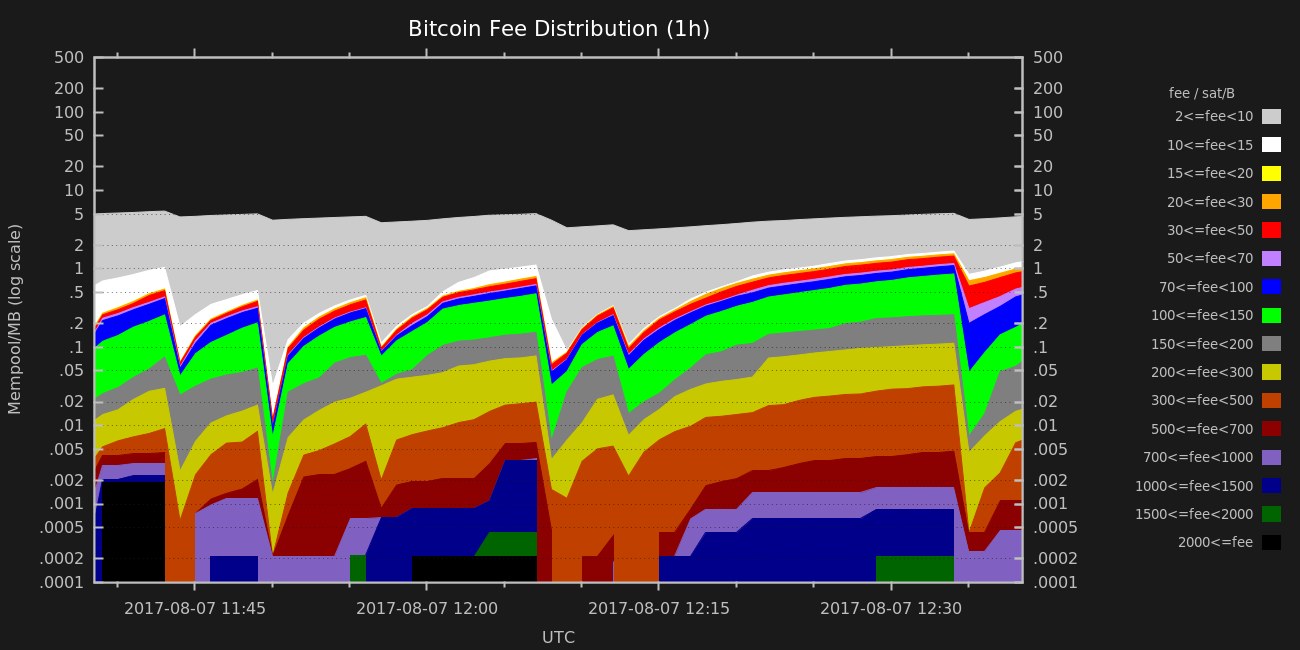 Bitcoin Fee Distribution (1h)
500
200
100
50
20
10
5
2
1
.5
.2
.1
.05
.02
.01
.005
.002
.001
.0005
.0002
.0001
Mempool/MB (log scale)
500
200
100
50
20
10
5
2
1
.5
.2
.1
.05
.02
.01
.005
.002
.001
.0005
.0002
.0001
2017-08-07 11:45 2017-08-07 12:00 2017-08-07 12:15 2017-08-07 12:30
UTC
fee / sat/B
2<=fee<10
10<=fee<15
15<=fee<20
20<=fee<30
30<=fee<50
50<=fee<70
70<=fee<100
100<=fee<150
150<=fee<200
200<=fee<300
300<=fee<500
500<=fee<700
700<=fee<1000
1000<=fee<1500
1500<=fee<2000
2000<=fee